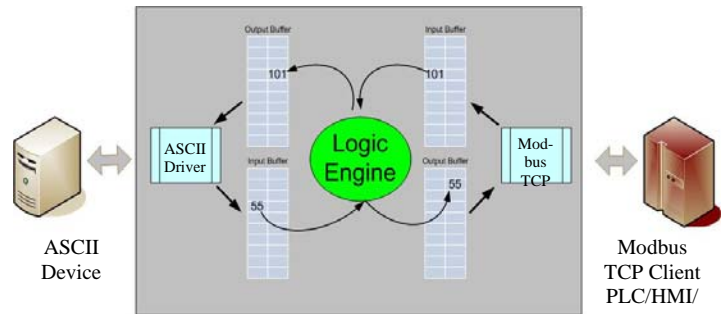 Output Buffer
Input Buffer
101
101
ASCII
Driver
Logic
Engine
Mod-
bus
TCP
Input Buffer
Output Buffer
55
55
ASCII
Device
Modbus
TCP Client
PLC/HMI/